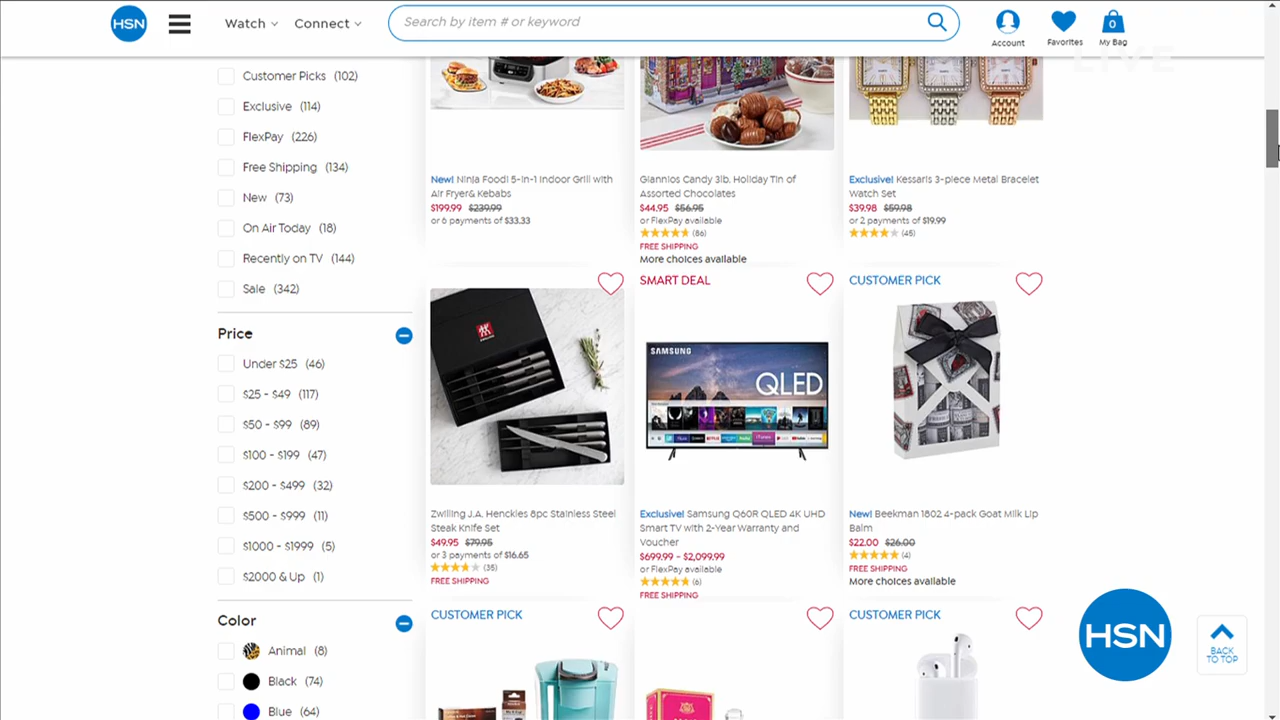 HSN
Watch
Connect
Search by item # or keyword
Account
Favorites
0
My Bag
LIVE
Customer Picks (102)
Exclusive (114)
FlexPay (226)
Free Shipping (134)
New (73)
On Air Today (18)
Recently on TV (144)
Sale (342)
Price
Under $25 (46)
$25 - $49 (117)
$50 - $99 (89)
$100 - $199 (47)
$200 - $499 (32)
$500 - $999 (11)
$1000 - $1999 (5)
$2000 & Up (1)
Color
Animal (8)
Black (74)
Blue (64)
New! Ninja Foodi 5-in-1 Indoor Grill with
Air Fryer& Kebabs
$199.99 $239.99
or 6 payments of $33.33
Giannios Candy 3lb. Holiday Tin of
Assorted Chocolates
$44.95 $56.95
or FlexPay available
(86)
FREE SHIPPING
More choices available
Exclusive! Kessaris 3-piece Metal Bracelet
Watch Set
$39.98 $59.98
or 2 payments of $19.99
(45)
Zwilling J.A. Henckles 8pc Stainless Steel
Steak Knife Set
$49.95 $79.95
or 3 payments of $16.65
(35)
FREE SHIPPING
SMART DEAL
SAMSUNG
QLED
Exclusive! Samsung Q60R QLED 4K UHD
Smart TV with 2-Year Warranty and
Voucher
$699.99 - $2,099.99
or FlexPay available
(6)
FREE SHIPPING
CUSTOMER PICK
New! Beekman 1802 4-pack Goat Milk Lip
Balm
$22.00 $26.00
(4)
FREE SHIPPING
More choices available
CUSTOMER PICK
CUSTOMER PICK
HSN
BACK
TO TOP